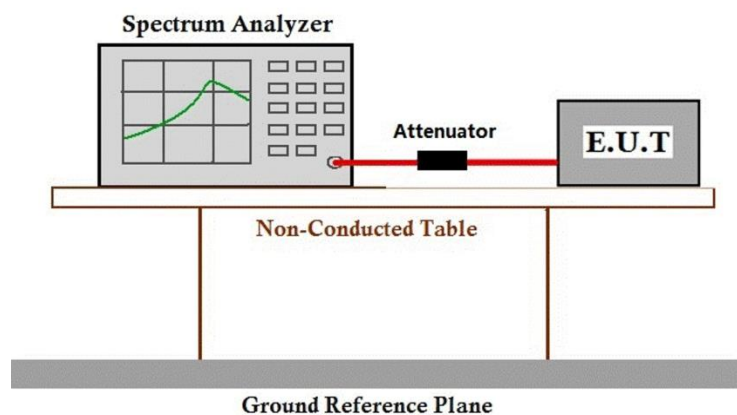 Spectrum Analyzer
Attenuator
E.U.T
Non-Conducted Table
Ground Reference Plane